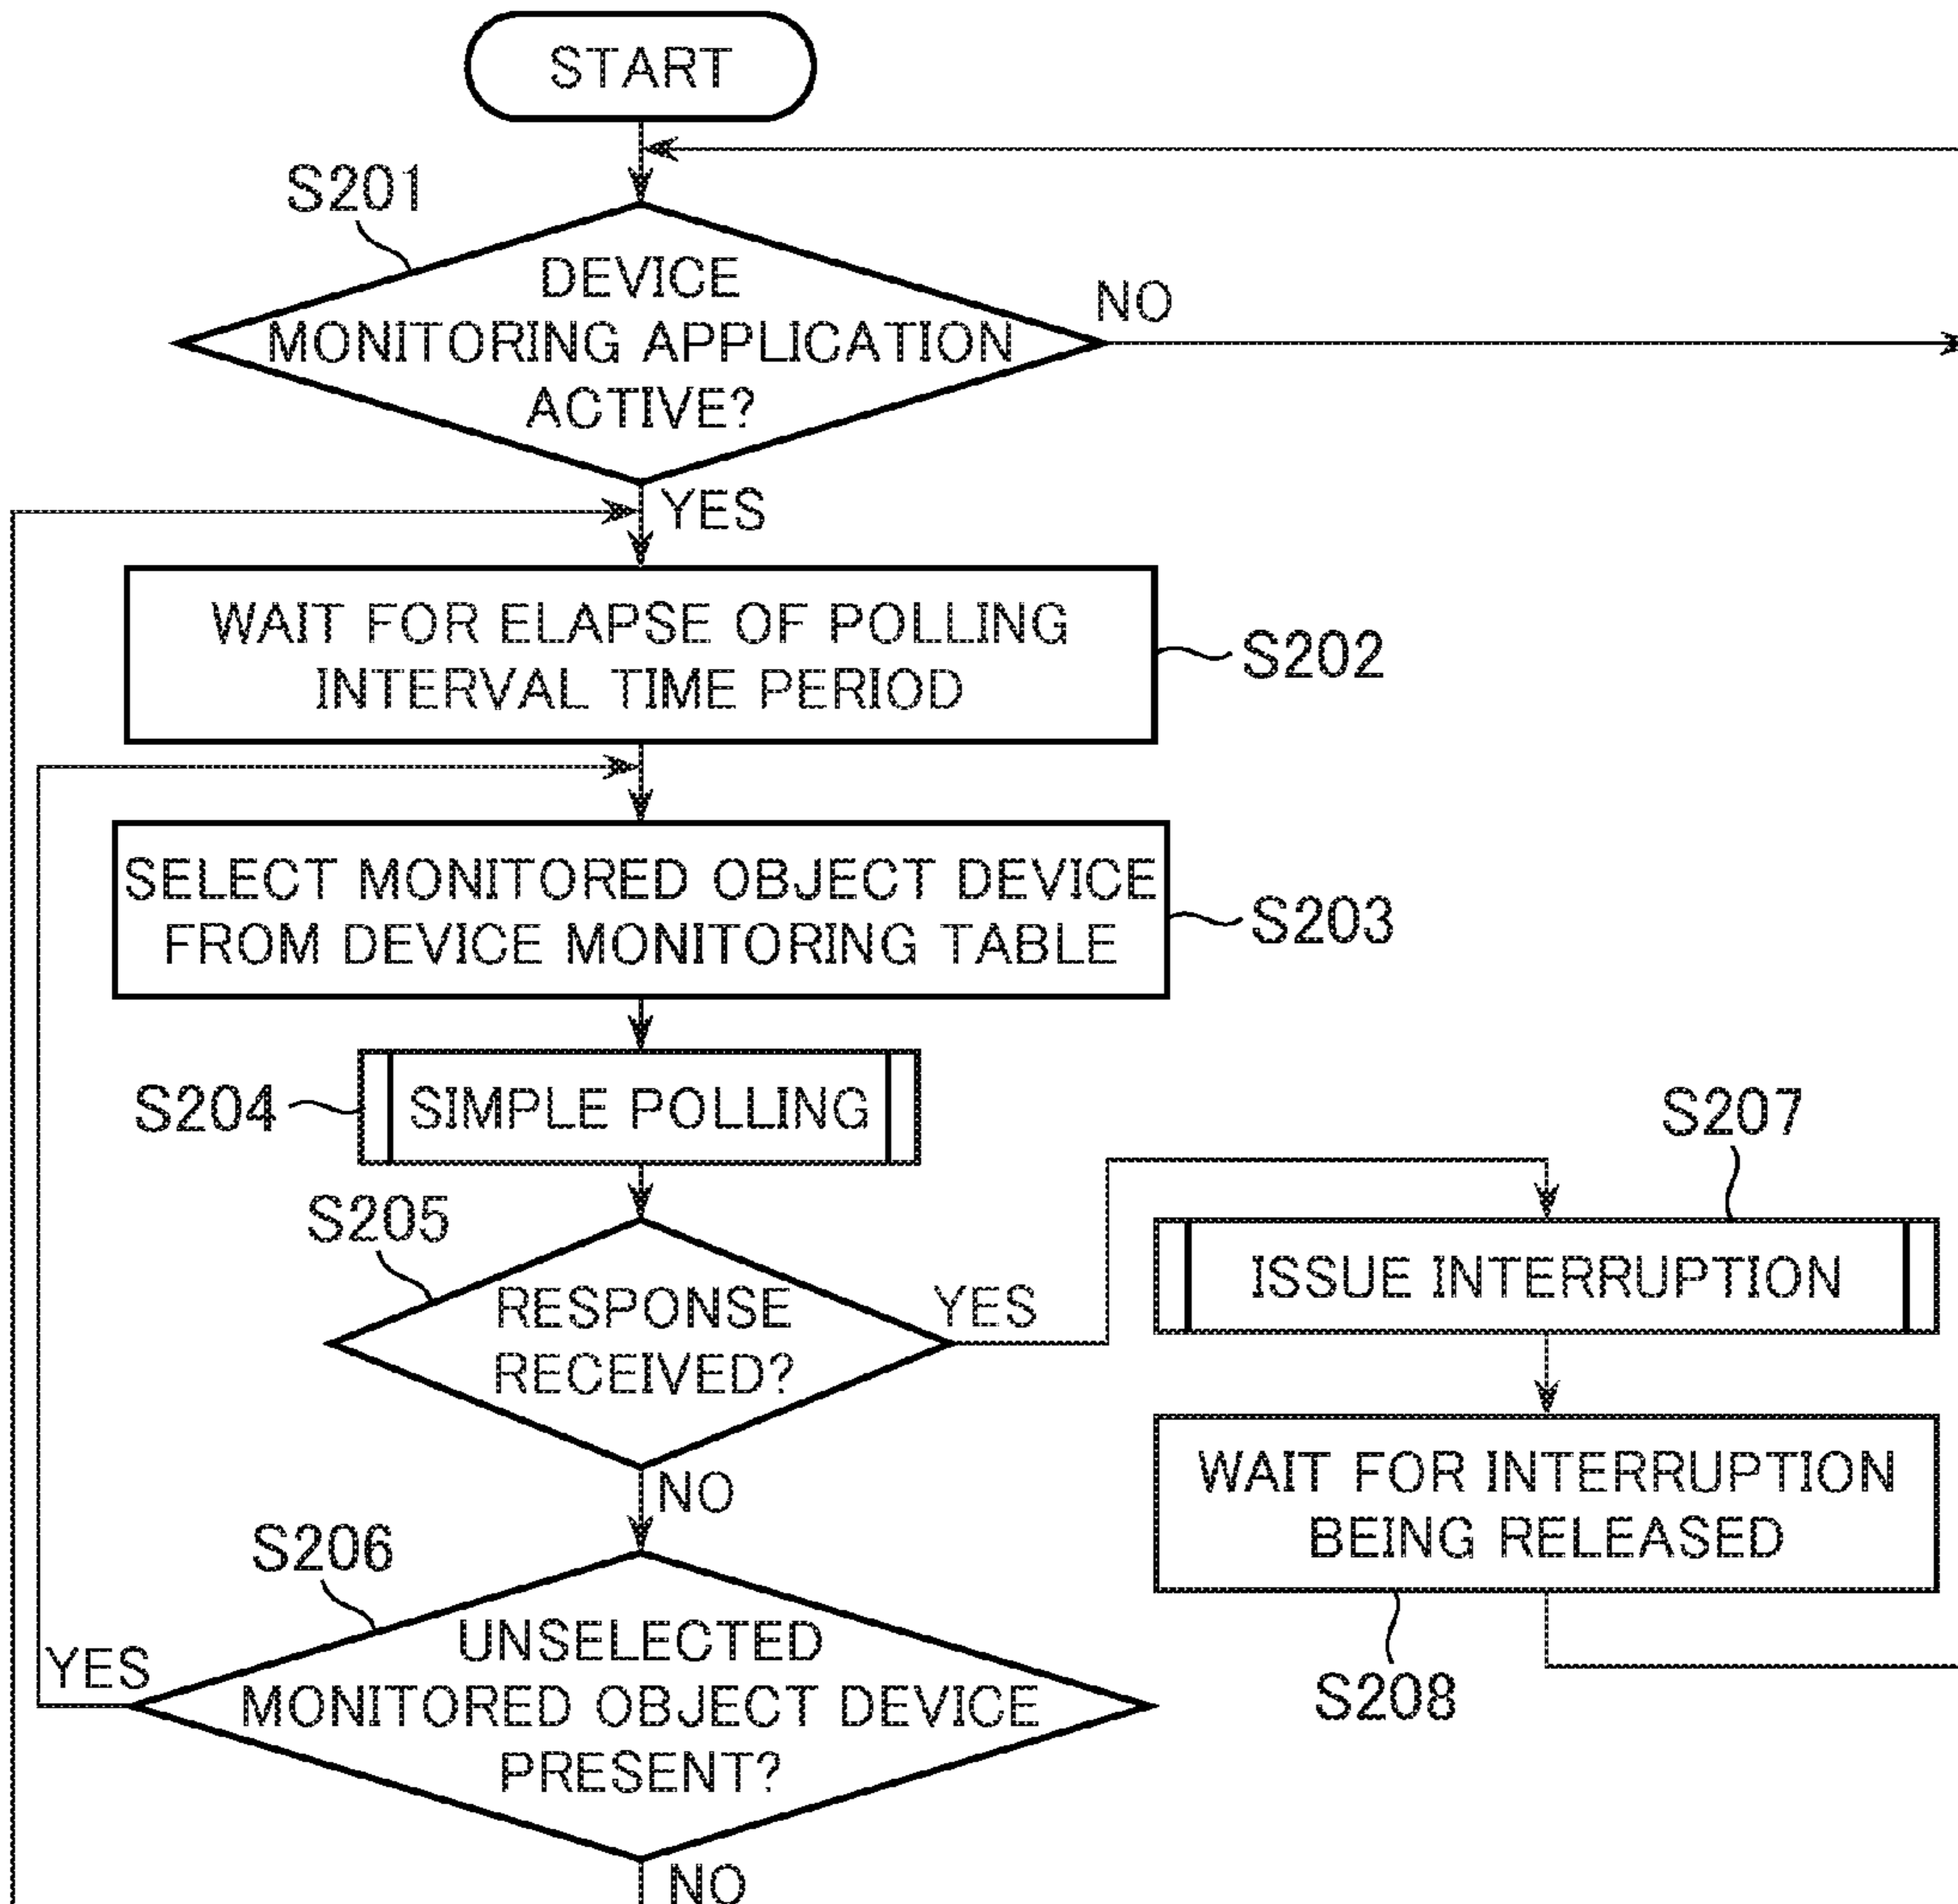 START
S201
DEVICE
MONITORING APPLICATION
ACTIVE?
NO
YES
WAIT FOR ELAPSE OF POLLING
INTERVAL TIME PERIOD
S202
SELECT MONITORED OBJECT DEVICE
FROM DEVICE MONITORING TABLE
S203
S204
SIMPLE POLLING
S205
RESPONSE
RECEIVED?
YES
NO
S207
ISSUE INTERRUPTION
WAIT FOR INTERRUPTION
BEING RELEASED
S208
S206
UNSELECTED
MONITORED OBJECT DEVICE
PRESENT?
YES
NO